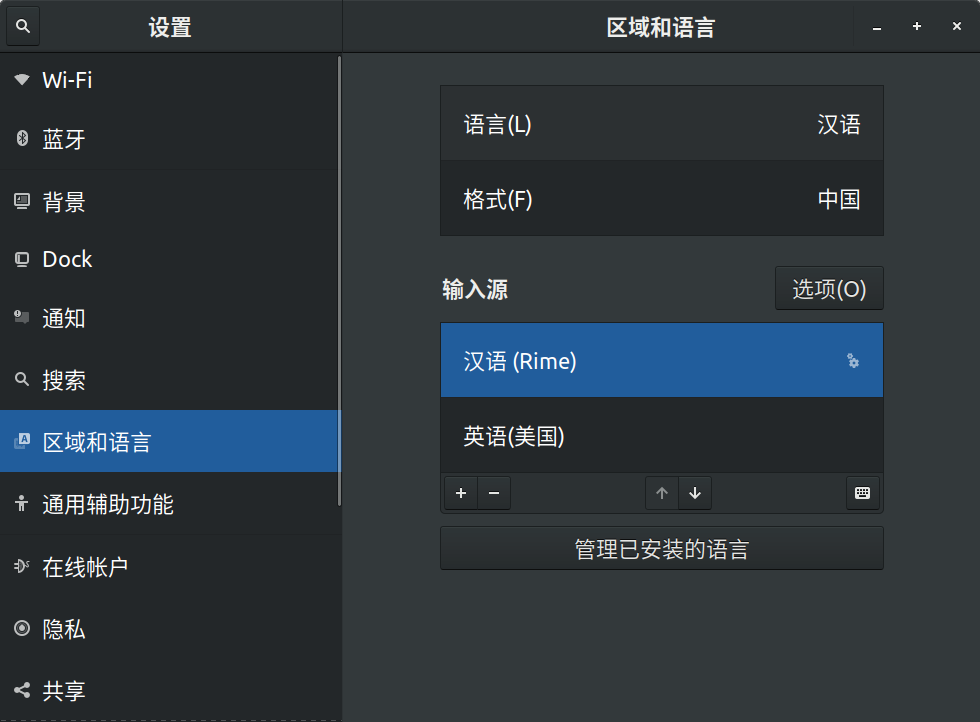 设置
区域和语言
Wi-Fi
蓝牙
背景
Dock
通知
搜索
区域和语言
通用辅助功能
在线帐户
隐私
共享
语言(L) 汉语
格式(F) 中国
输入源 选项(O)
汉语 (Rime)
英语(美国)
管理已安装的语言